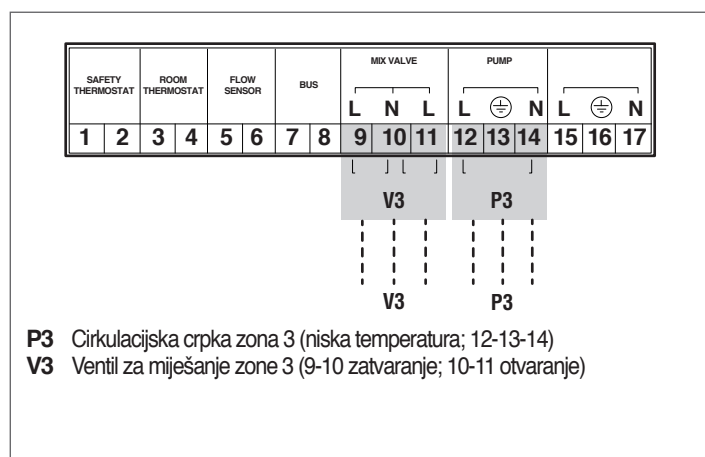 SAFETY THERMOSTAT ROOM THERMOSTAT FLOW SENSOR BUS MIX VALVE PUMP
L N L L N L N
1 2 3 4 5 6 7 8 9 10 11 12 13 14 15 16 17
V3 P3
V3 P3
P3 Cirkulacijska crpka zona 3 (niska temperatura; 12-13-14)
V3 Ventil za miješanje zone 3 (9-10 zatvaranje; 10-11 otvaranje)